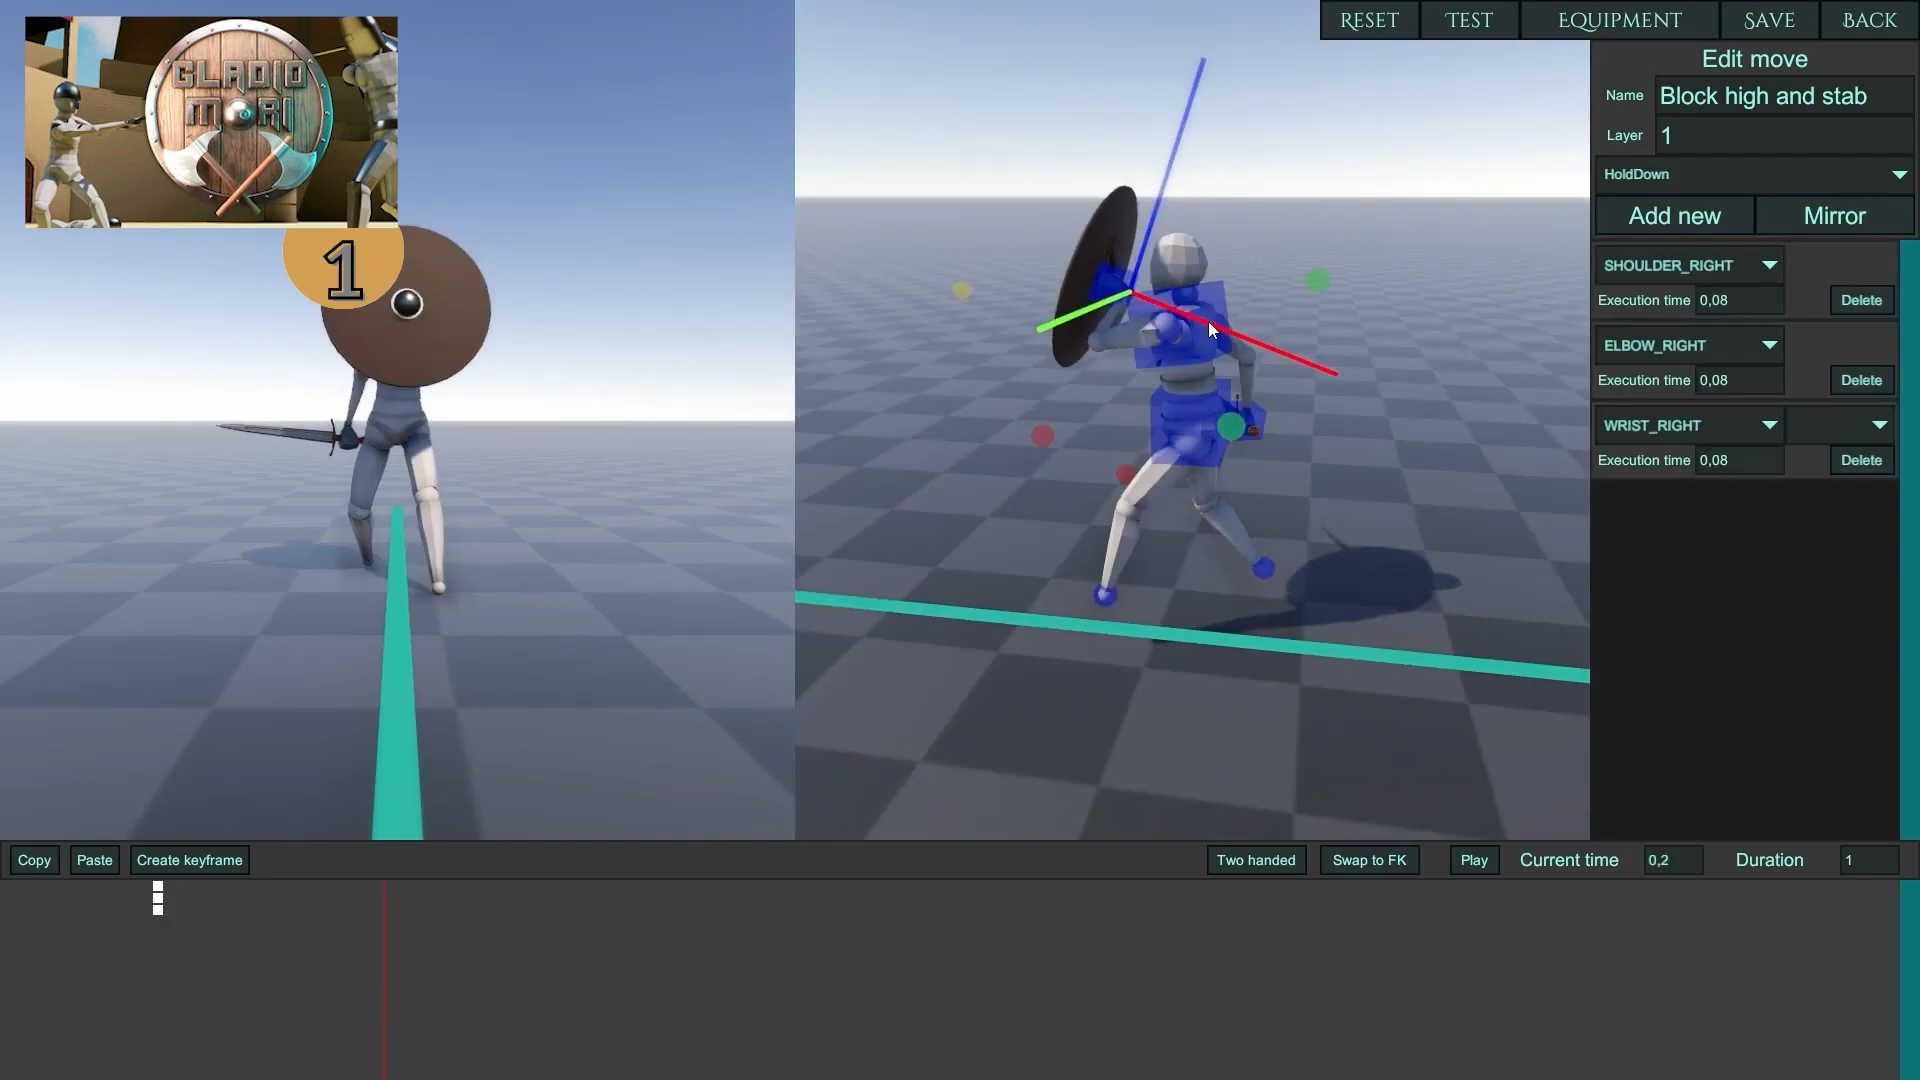 GLADIO
MORI
1
RESET
TEST
EQUIPMENT
SAVE
BACK
Edit move
Name
Block high and stab
Layer
1
HoldDown
Add new
Mirror
SHOULDER_RIGHT
Execution time
0,08
Delete
ELBOW_RIGHT
Execution time
0,08
Delete
WRIST_RIGHT
Execution time
0,08
Delete
Copy
Paste
Create keyframe
Two handed
Swap to FK
Play
Current time
0,2
Duration
1